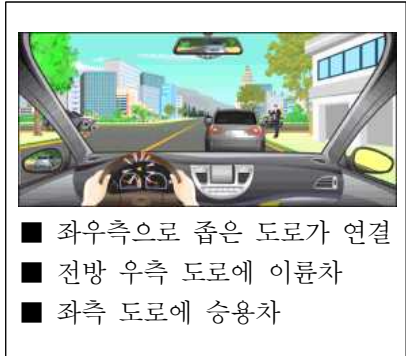 ■ 좌우측으로 좁은 도로가 연결
■ 전방 우측 도로에 이륜차
■ 좌측 도로에 승용차